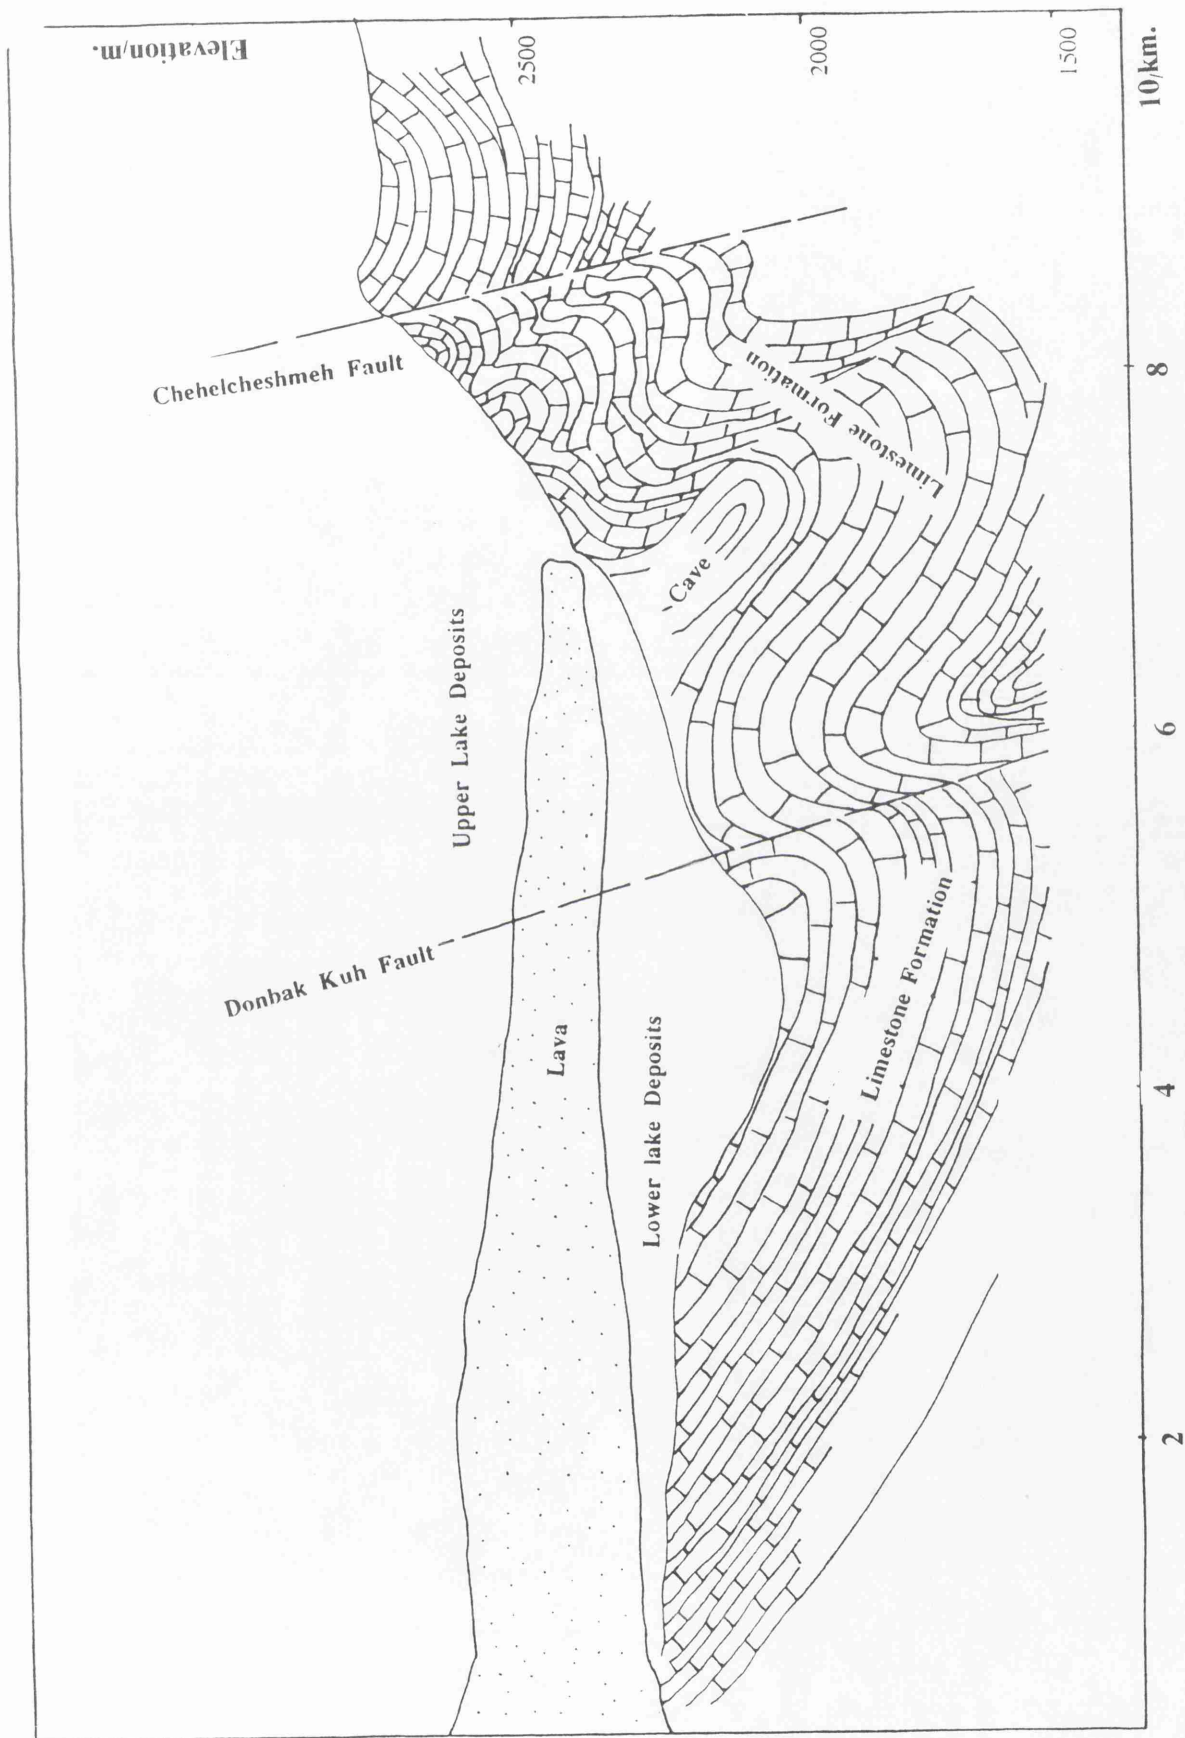 Elevation/m.
2500
2000
1500
10/km.
8
6
4
2
Chehelcheshmeh Fault
Donbak Kuh Fault
Upper Lake Deposits
Lava
Lower lake Deposits
Cave
Limestone Formation
Limestone Formation